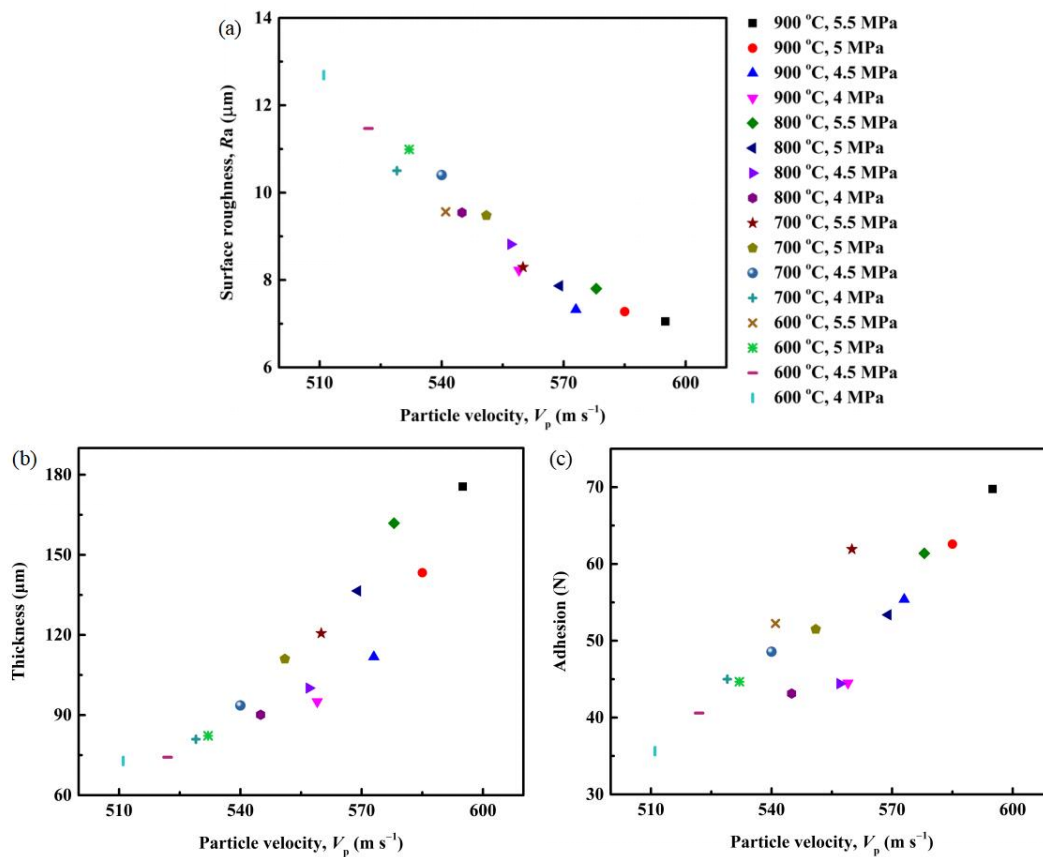 (a)
14
12
10
8
6
Surface roughness, Ra (μm)
510 540 570 600
Particle velocity, Vp (m s⁻¹)
900 °C, 5.5 MPa
900 °C, 5 MPa
900 °C, 4.5 MPa
900 °C, 4 MPa
800 °C, 5.5 MPa
800 °C, 5 MPa
800 °C, 4.5 MPa
800 °C, 4 MPa
700 °C, 5.5 MPa
700 °C, 5 MPa
700 °C, 4.5 MPa
700 °C, 4 MPa
600 °C, 5.5 MPa
600 °C, 5 MPa
600 °C, 4.5 MPa
600 °C, 4 MPa
(b)
180
150
120
90
60
Thickness (μm)
510 540 570 600
Particle velocity, Vp (m s⁻¹)
(c)
70
60
50
40
30
Adhesion (N)
510 540 570 600
Particle velocity, Vp (m s⁻¹)